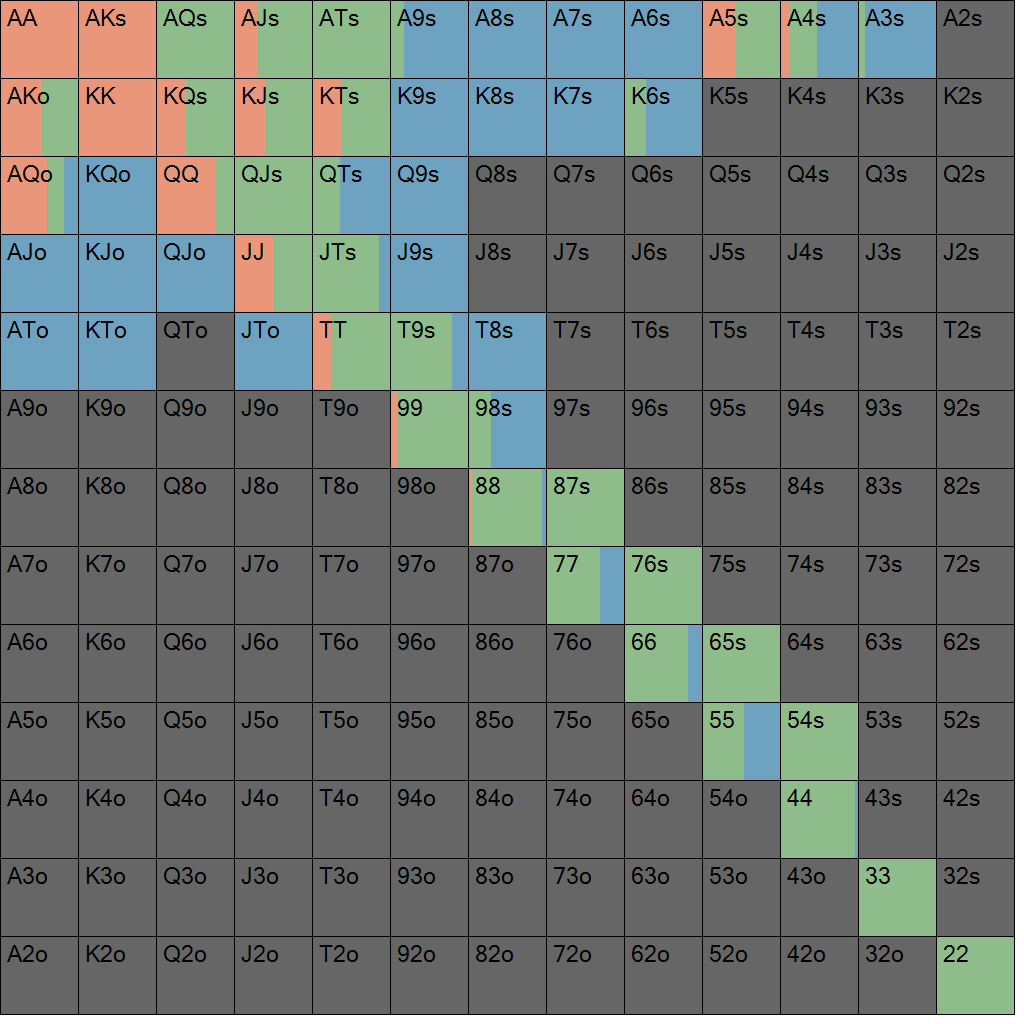 AA AKs AQs AJs ATs A9s A8s A7s A6s A5s A4s A3s A2s
AKo KK KQs KJs KTs K9s K8s K7s K6s K5s K4s K3s K2s
AQo KQo QQ QJs QTs Q9s Q8s Q7s Q6s Q5s Q4s Q3s Q2s
AJo KJo QJo JJ JTs J9s J8s J7s J6s J5s J4s J3s J2s
ATo KTo QTo JTo TT T9s T8s T7s T6s T5s T4s T3s T2s
A9o K9o Q9o J9o T9o 99 98s 97s 96s 95s 94s 93s 92s
A8o K8o Q8o J8o T8o 98o 88 87s 86s 85s 84s 83s 82s
A7o K7o Q7o J7o T7o 97o 87o 77 76s 75s 74s 73s 72s
A6o K6o Q6o J6o T6o 96o 86o 76o 66 65s 64s 63s 62s
A5o K5o Q5o J5o T5o 95o 85o 75o 65o 55 54s 53s 52s
A4o K4o Q4o J4o T4o 94o 84o 74o 64o 54o 44 43s 42s
A3o K3o Q3o J3o T3o 93o 83o 73o 63o 53o 43o 33 32s
A2o K2o Q2o J2o T2o 92o 82o 72o 62o 52o 42o 32o 22